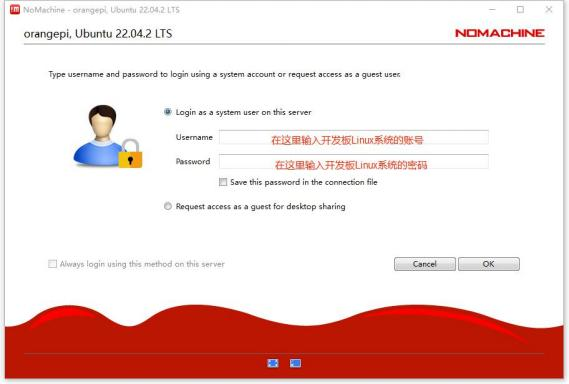 NoMachine - orangepi, Ubuntu 22.04.2 LTS
orangepi, Ubuntu 22.04.2 LTS
NOMACHINE
Type username and password to login using a system account or request access as a guest user.
Login as a system user on this server
Username 在这里输入开发板Linux系统的账号
Password 在这里输入开发板Linux系统的密码
Save this password in the connection file
Request access as a guest for desktop sharing
Always login using this method on this server
Cancel OK